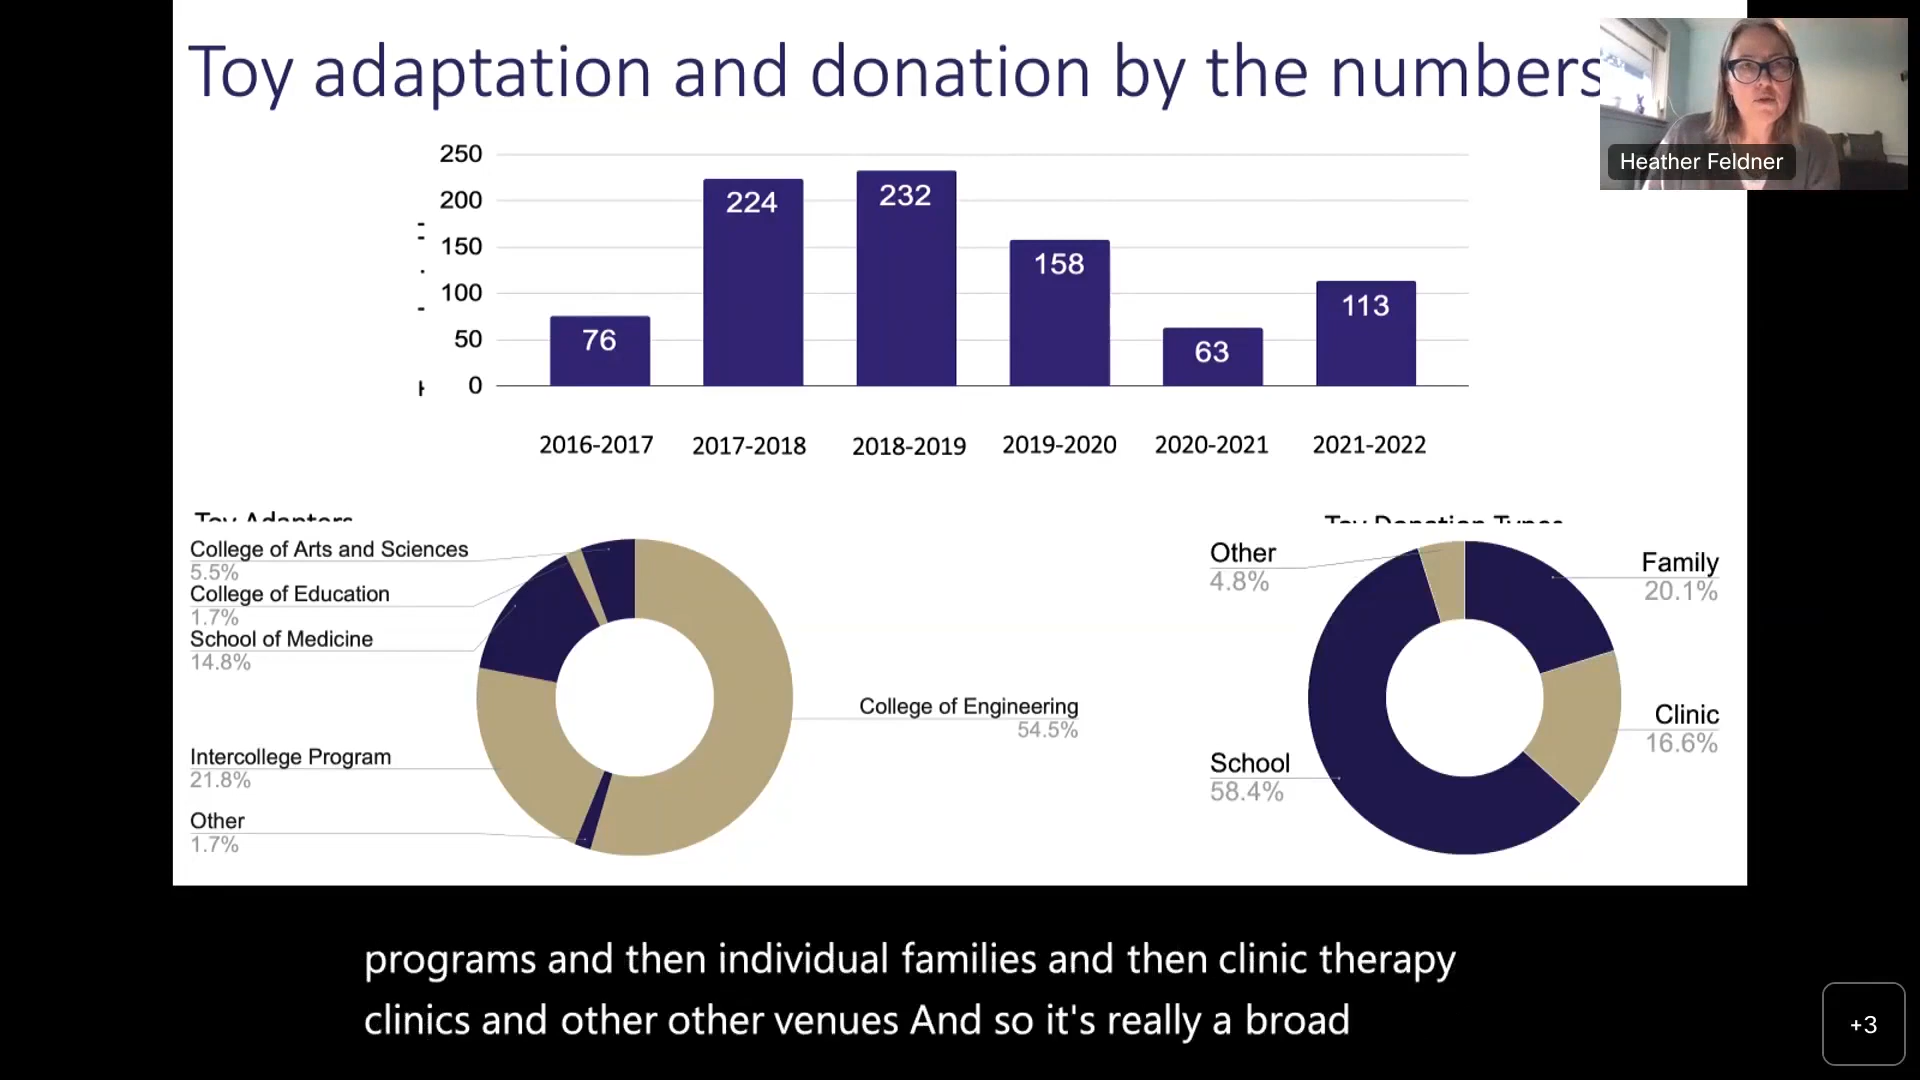 Toy adaptation and donation by the numbers
Heather Feldner
250
200
150
100
50
0
76
224
232
158
63
113
2016-2017
2017-2018
2018-2019
2019-2020
2020-2021
2021-2022
Toy Adapters
College of Arts and Sciences
5.5%
College of Education
1.7%
School of Medicine
14.8%
Intercollege Program
21.8%
Other
1.7%
College of Engineering
54.5%
Toy Donation Types
Other
4.8%
Family
20.1%
Clinic
16.6%
School
58.4%
programs and then individual families and then clinic therapy
clinics and other other venues And so it's really a broad
+3